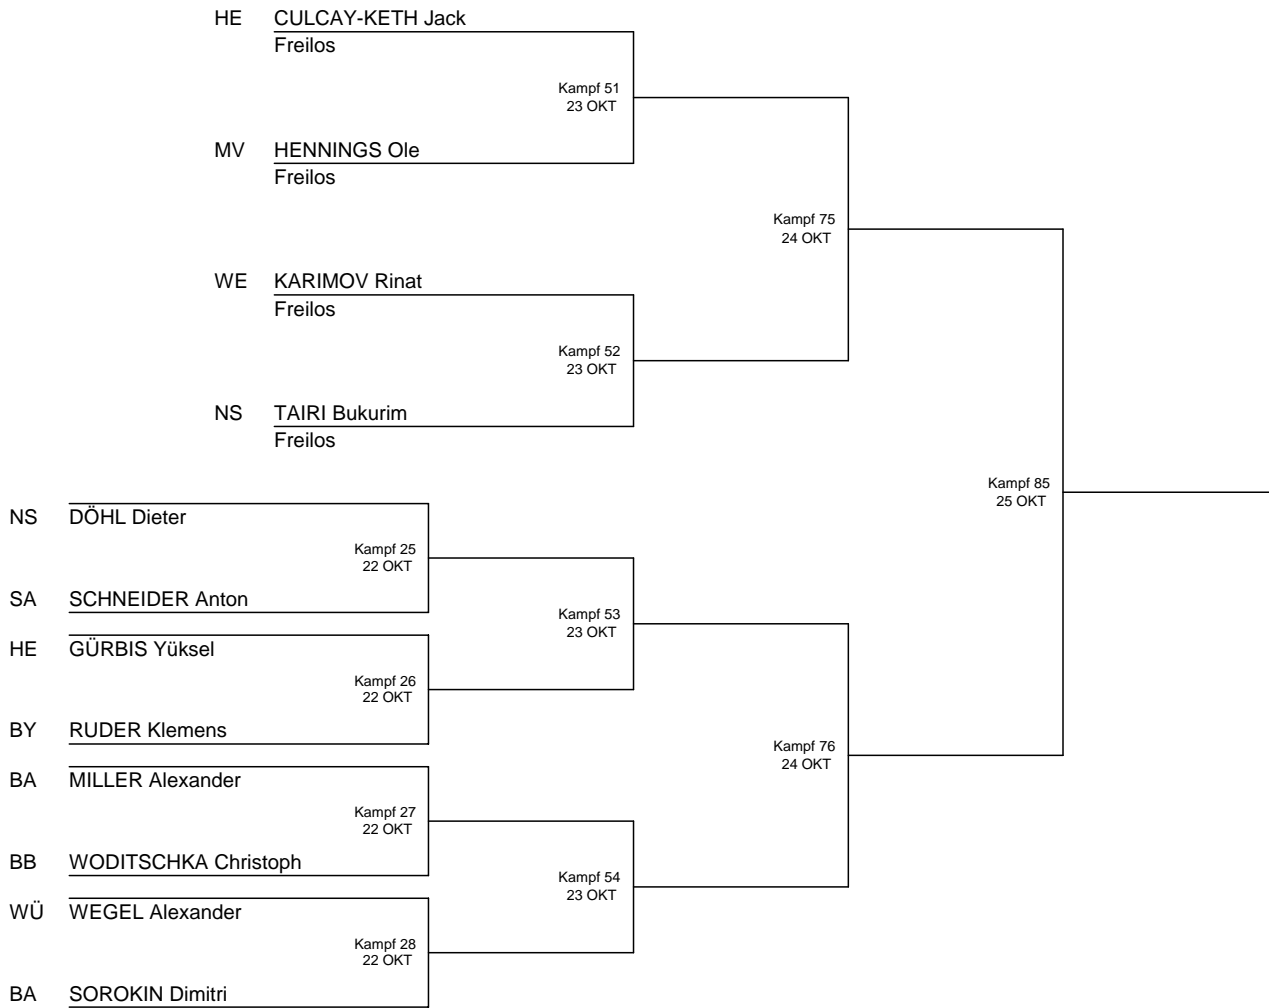 HE CULCAY-KETH Jack
Freilos
Kampf 51
23 OKT
MV HENNINGS Ole
Freilos
Kampf 75
24 OKT
WE KARIMOV Rinat
Freilos
Kampf 52
23 OKT
NS TAIRI Bukurim
Freilos
Kampf 85
25 OKT
NS DÖHL Dieter
Kampf 25
22 OKT
SA SCHNEIDER Anton
Kampf 53
23 OKT
HE GÜRBIS Yüksel
Kampf 26
22 OKT
BY RUDER Klemens
Kampf 76
24 OKT
BA MILLER Alexander
Kampf 27
22 OKT
BB WODITSCHKA Christoph
Kampf 54
23 OKT
WÜ WEGEL Alexander
Kampf 28
22 OKT
BA SOROKIN Dimitri